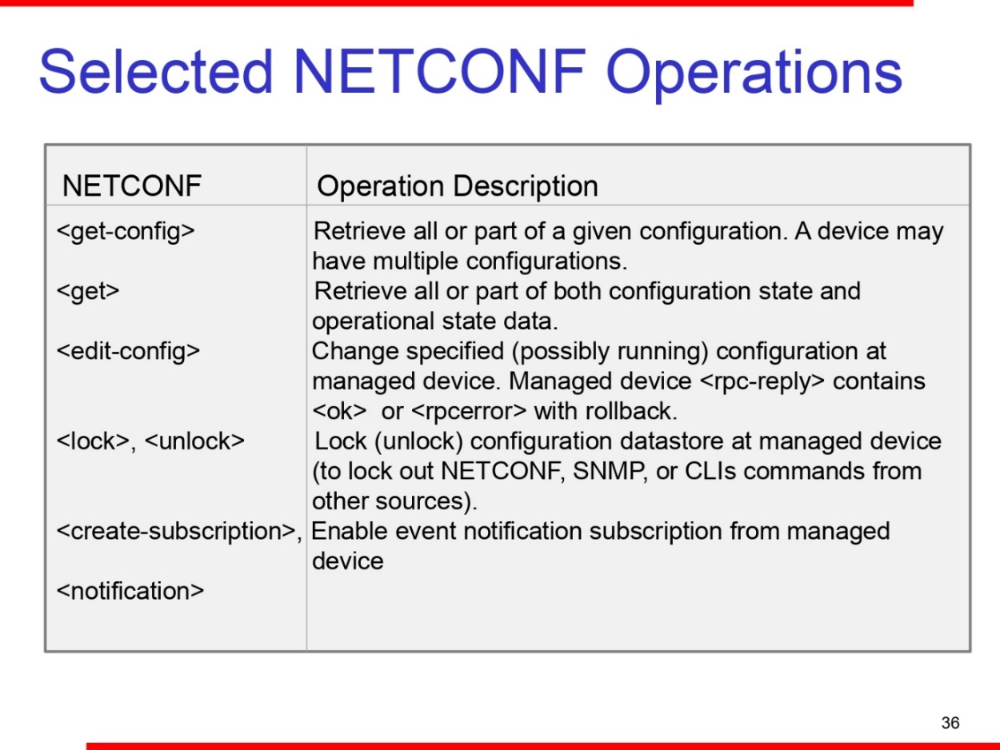 Selected NETCONF Operations
NETCONF
Operation Description
<get-config>
Retrieve all or part of a given configuration. A device may
have multiple configurations.
<get>
Retrieve all or part of both configuration state and
operational state data.
<edit-config>
Change specified (possibly running) configuration at
managed device. Managed device <rpc-reply> contains
<ok>  or <rpcerror> with rollback.
<lock>, <unlock>
Lock (unlock) configuration datastore at managed device
(to lock out NETCONF, SNMP, or CLIs commands from
other sources).
<create-subscription>,
Enable event notification subscription from managed
device
<notification>
36